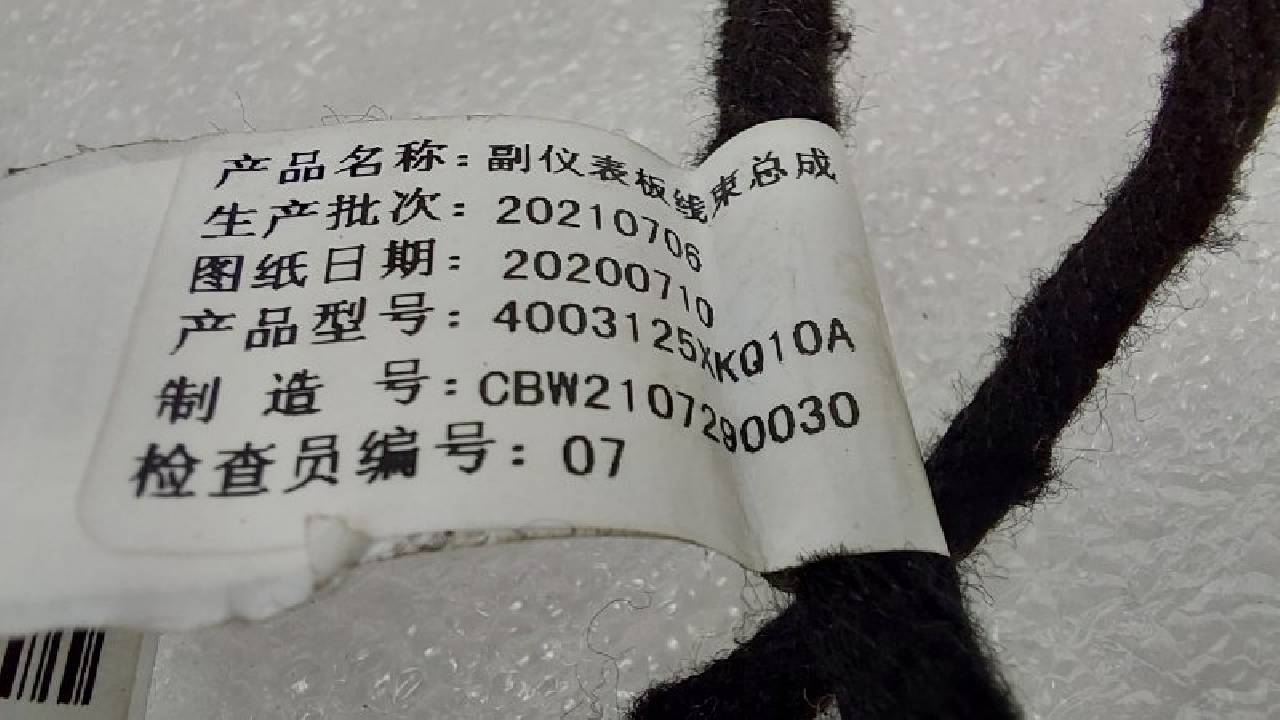 产品名称:副仪表板线束总成
生产批次:20210706
图纸日期:20200710
产品型号:4003125XKQ10A
制造号:CBW2107290030
检查员编号:07